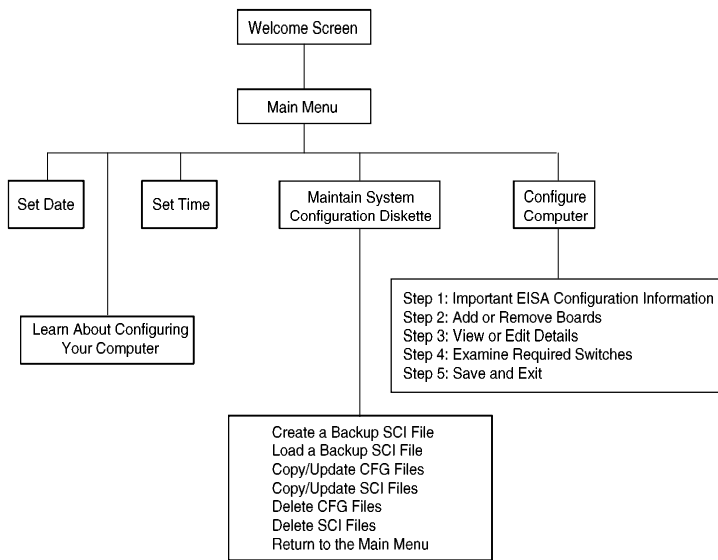 Welcome Screen
Main Menu
Set Date
Set Time
Maintain System
Configuration Diskette
Configure
Computer
Learn About Configuring
Your Computer
Step 1: Important EISA Configuration Information
Step 2: Add or Remove Boards
Step 3: View or Edit Details
Step 4: Examine Required Switches
Step 5: Save and Exit
Create a Backup SCI File
Load a Backup SCI File
Copy/Update CFG Files
Copy/Update SCI Files
Delete CFG Files
Delete SCI Files
Return to the Main Menu